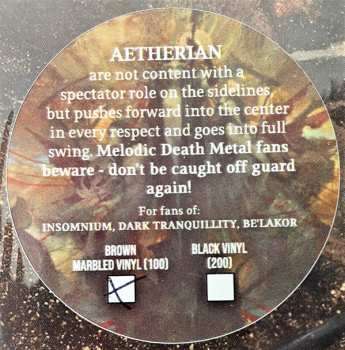 AETHERIAN
are not content with a
spectator role on the sidelines,
but pushes forward into the center
in every respect and goes into full
swing. Melodic Death Metal fans
beware - don't be caught off guard
again!
For fans of:
INSOMNIUM, DARK TRANQUILLITY, BE'LAKOR
BROWN
MARBLED VINYL (100)
BLACK VINYL
(200)